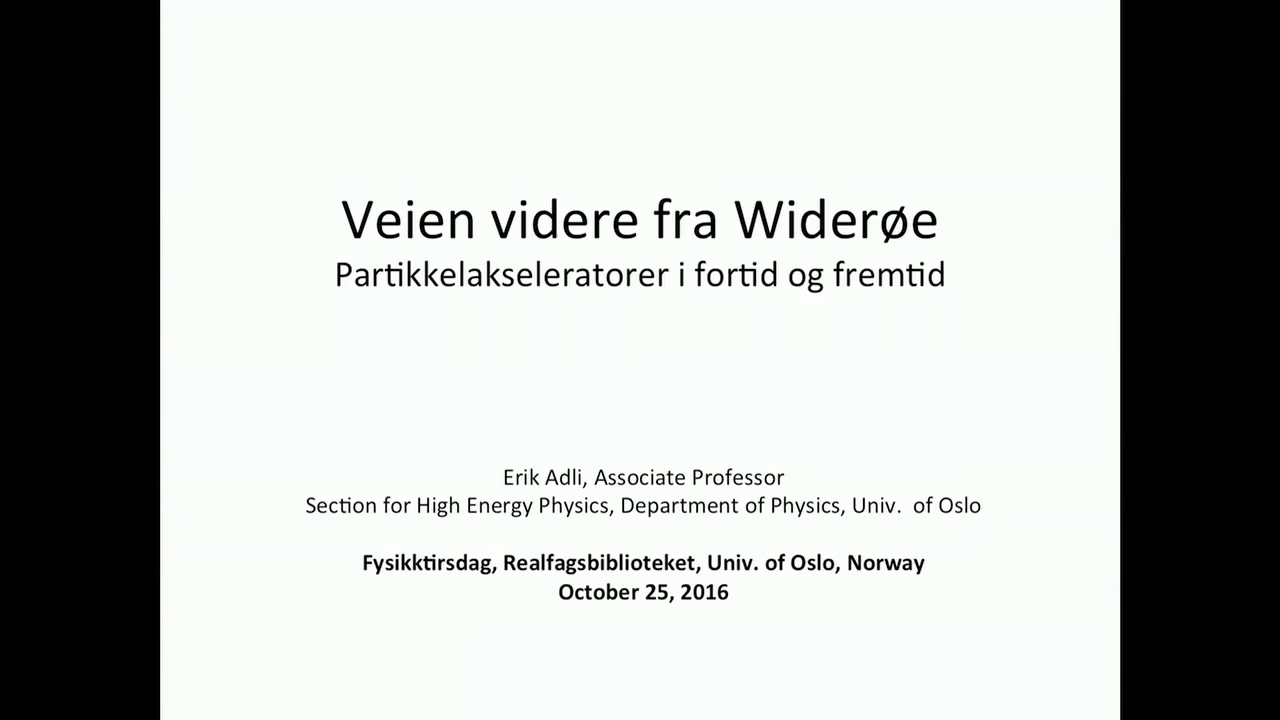 Veien videre fra Widerøe
Partikkelakseleratorer i fortid og fremtid
Erik Adli, Associate Professor
Section for High Energy Physics, Department of Physics, Univ.  of Oslo
Fysikktirsdag, Realfagsbiblioteket, Univ. of Oslo, Norway
October 25, 2016